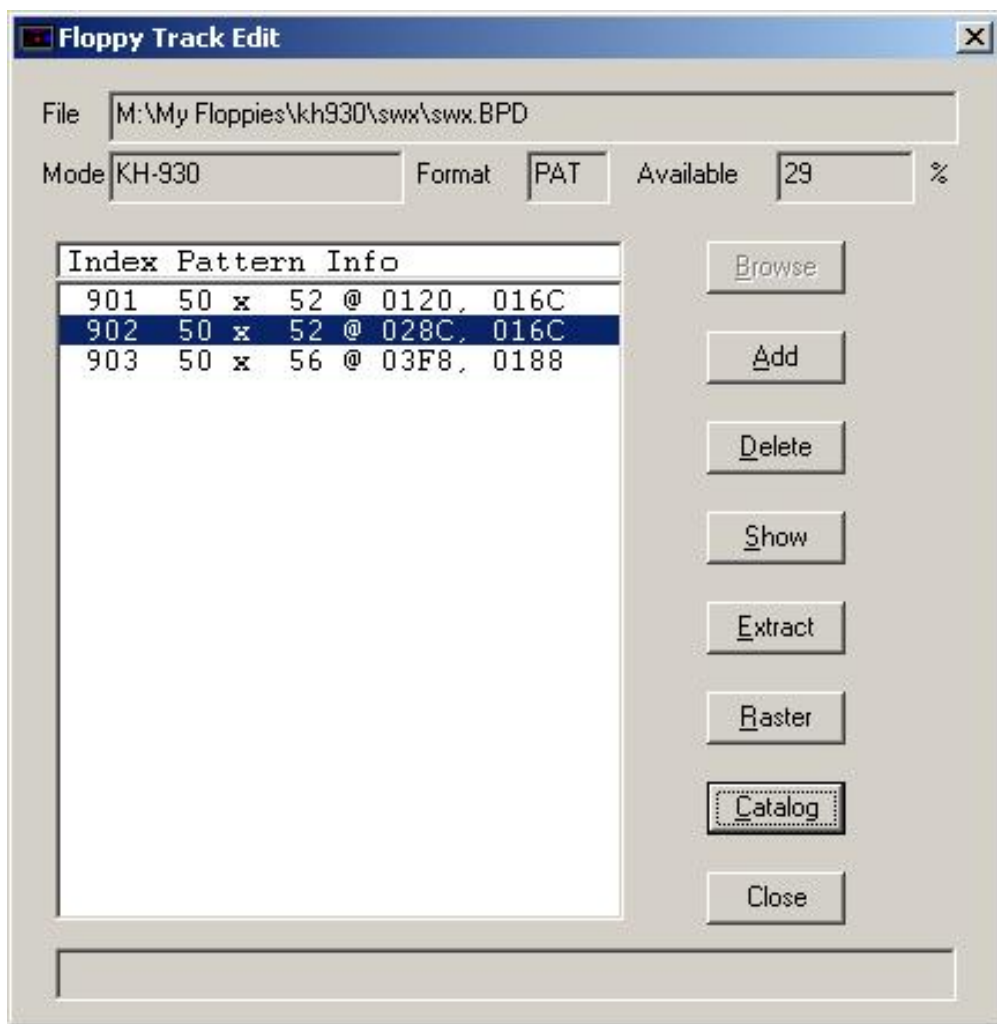 Floppy Track Edit
File M:\My Floppies\kh930\swx\swx.BPD
Mode KH-930 Format PAT Available 29 %
Index Pattern Info
901 50 x 52 @ 0120, 016C
902 50 x 52 @ 028C, 016C
903 50 x 56 @ 03F8, 0188
Browse
Add
Delete
Show
Extract
Raster
Catalog
Close